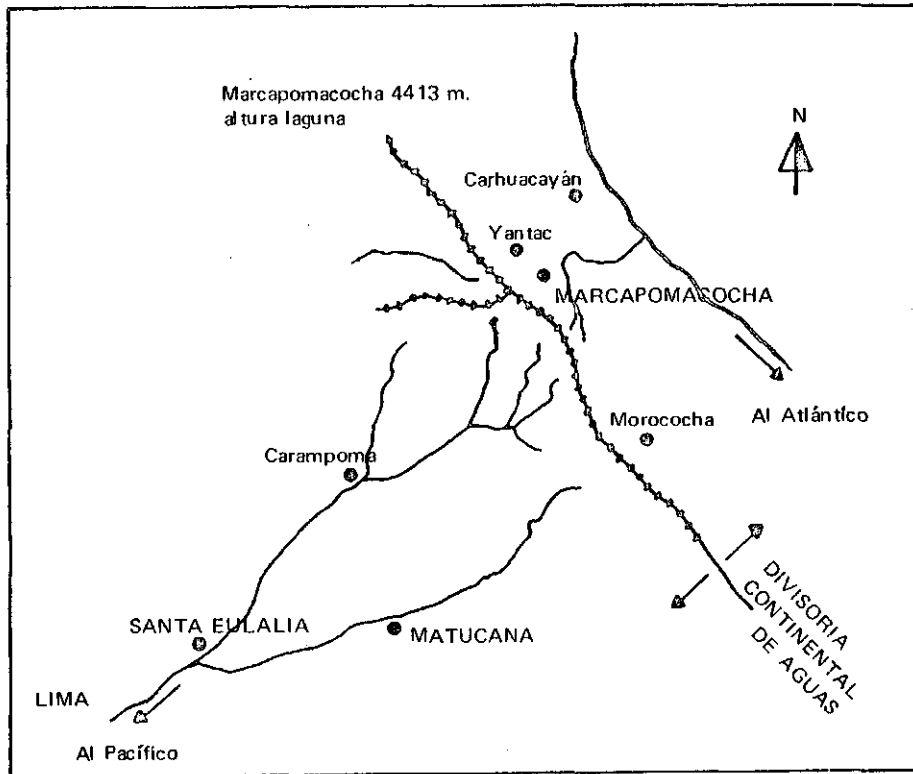 Marcapomacocha 4413 m.
altura laguna
N
Carhuacayán
Yantac
MARCAPOMACOCHA
Al Atlántico
Morococha
Carampoma
DIVISORIA
CONTINENTAL
DE AGUAS
SANTA EULALIA
MATUCANA
LIMA
Al Pacífico